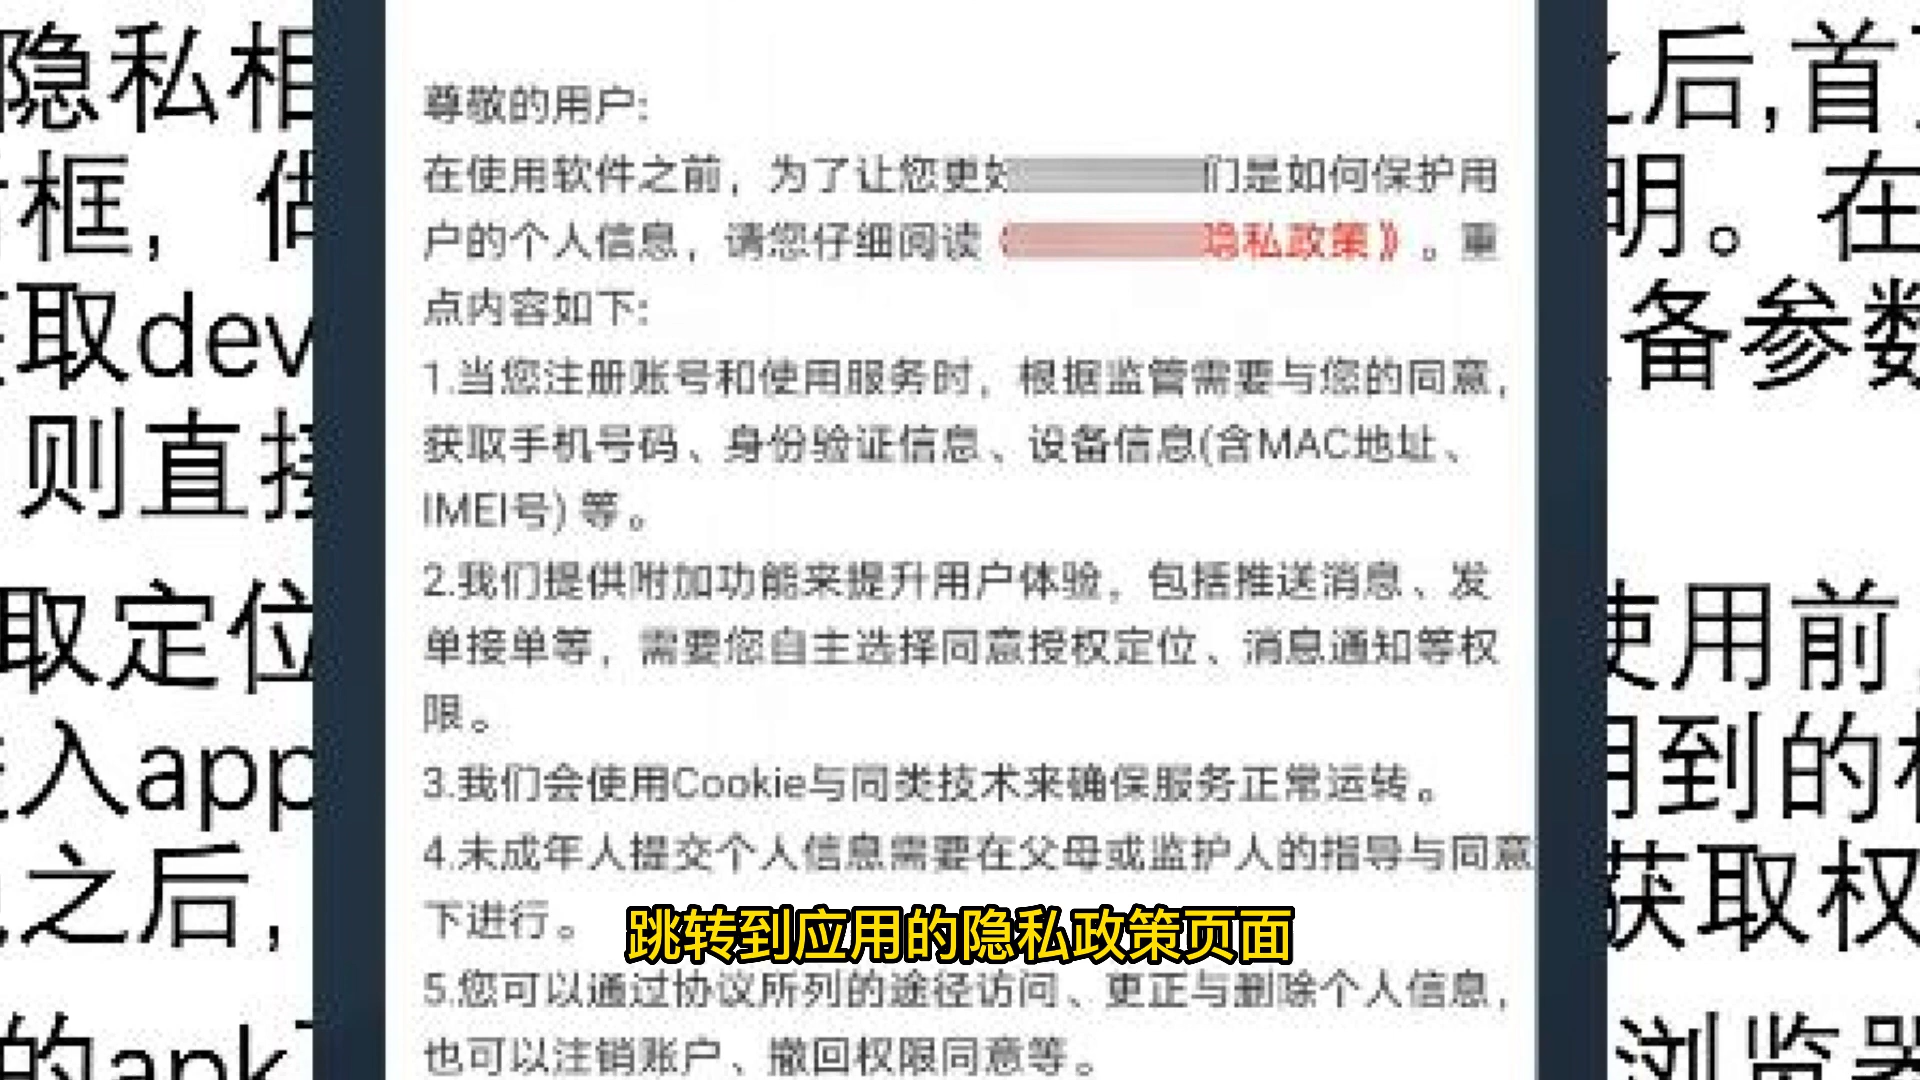 隐私相
之后,首
框，做
明。在
取dev
备参数
则直接
尊敬的用户:
在使用软件之前，为了让您更好
们是如何保护用
户的个人信息，请您仔细阅读《
隐私政策》。重
点内容如下:
1.当您注册账号和使用服务时，根据监管需要与您的同意，
获取手机号码、身份验证信息、设备信息(含MAC地址、
IMEI号) 等。
2.我们提供附加功能来提升用户体验，包括推送消息、发
单接单等，需要您自主选择同意授权定位、消息通知等权
限。
3.我们会使用Cookie与同类技术来确保服务正常运转。
4.未成年人提交个人信息需要在父母或监护人的指导与同意
下进行。
跳转到应用的隐私政策页面
5.您可以通过协议所列的途径访问、更正与删除个人信息，
也可以注销账户、撤回权限同意等。
取定位
使用前
入app
用到的
之后,
获取权
的apk
浏览器